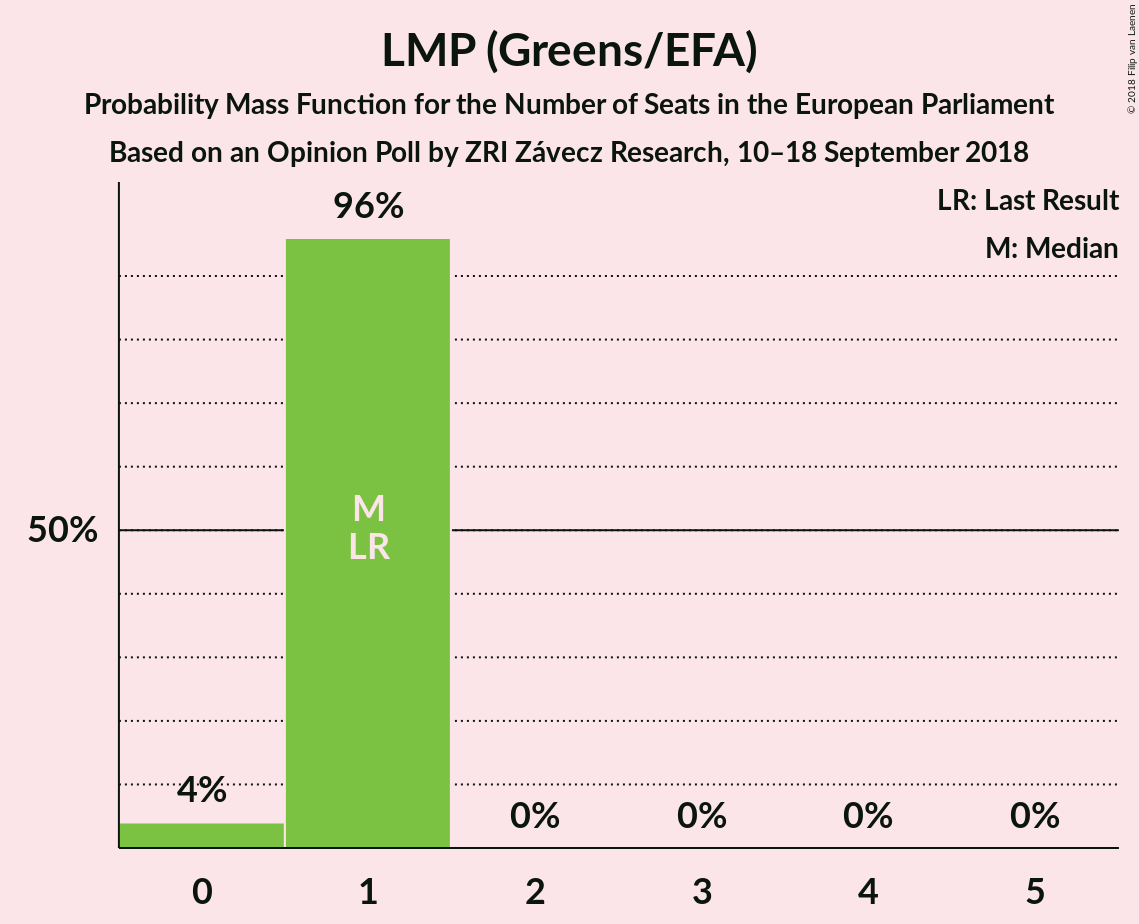 LMP (Greens/EFA)
Probability Mass Function for the Number of Seats in the European Parliament
Based on an Opinion Poll by ZRI Závecz Research, 10–18 September 2018
© 2018 Filip van Laenen
LR: Last Result
M: Median
96%
M
LR
50%
4%
0%
0%
0%
0%
0
1
2
3
4
5